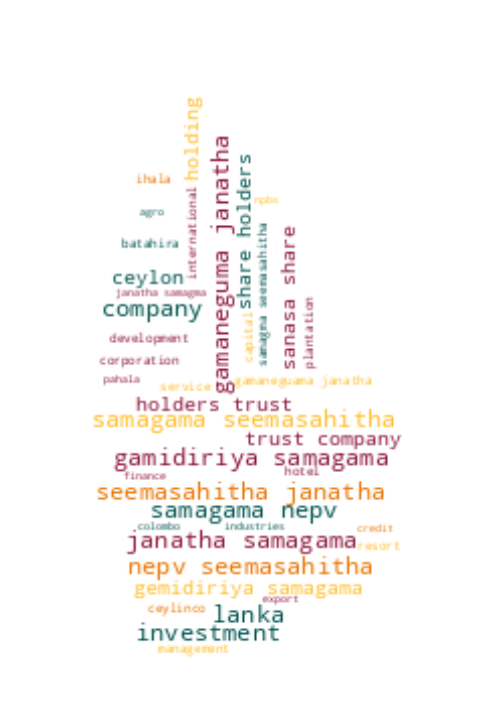 holding
gamaneguma janatha
share holders
ihala
international
npbs
agro
samagma seemasahitha
sanasa share
batahira
ceylon
janatha samagma
company
plantation
capital
development
corporation
pahala
service
gamaneguama janatha
holders trust
samagama seemasahitha
trust company
gamidiriya samagama
hotel
finance
seemasahitha janatha
samagama nepv
colombo
industries
credit
janatha samagama
resort
nepv seemasahitha
gemidiriya samagama
export
ceylinco
lanka
investment
management